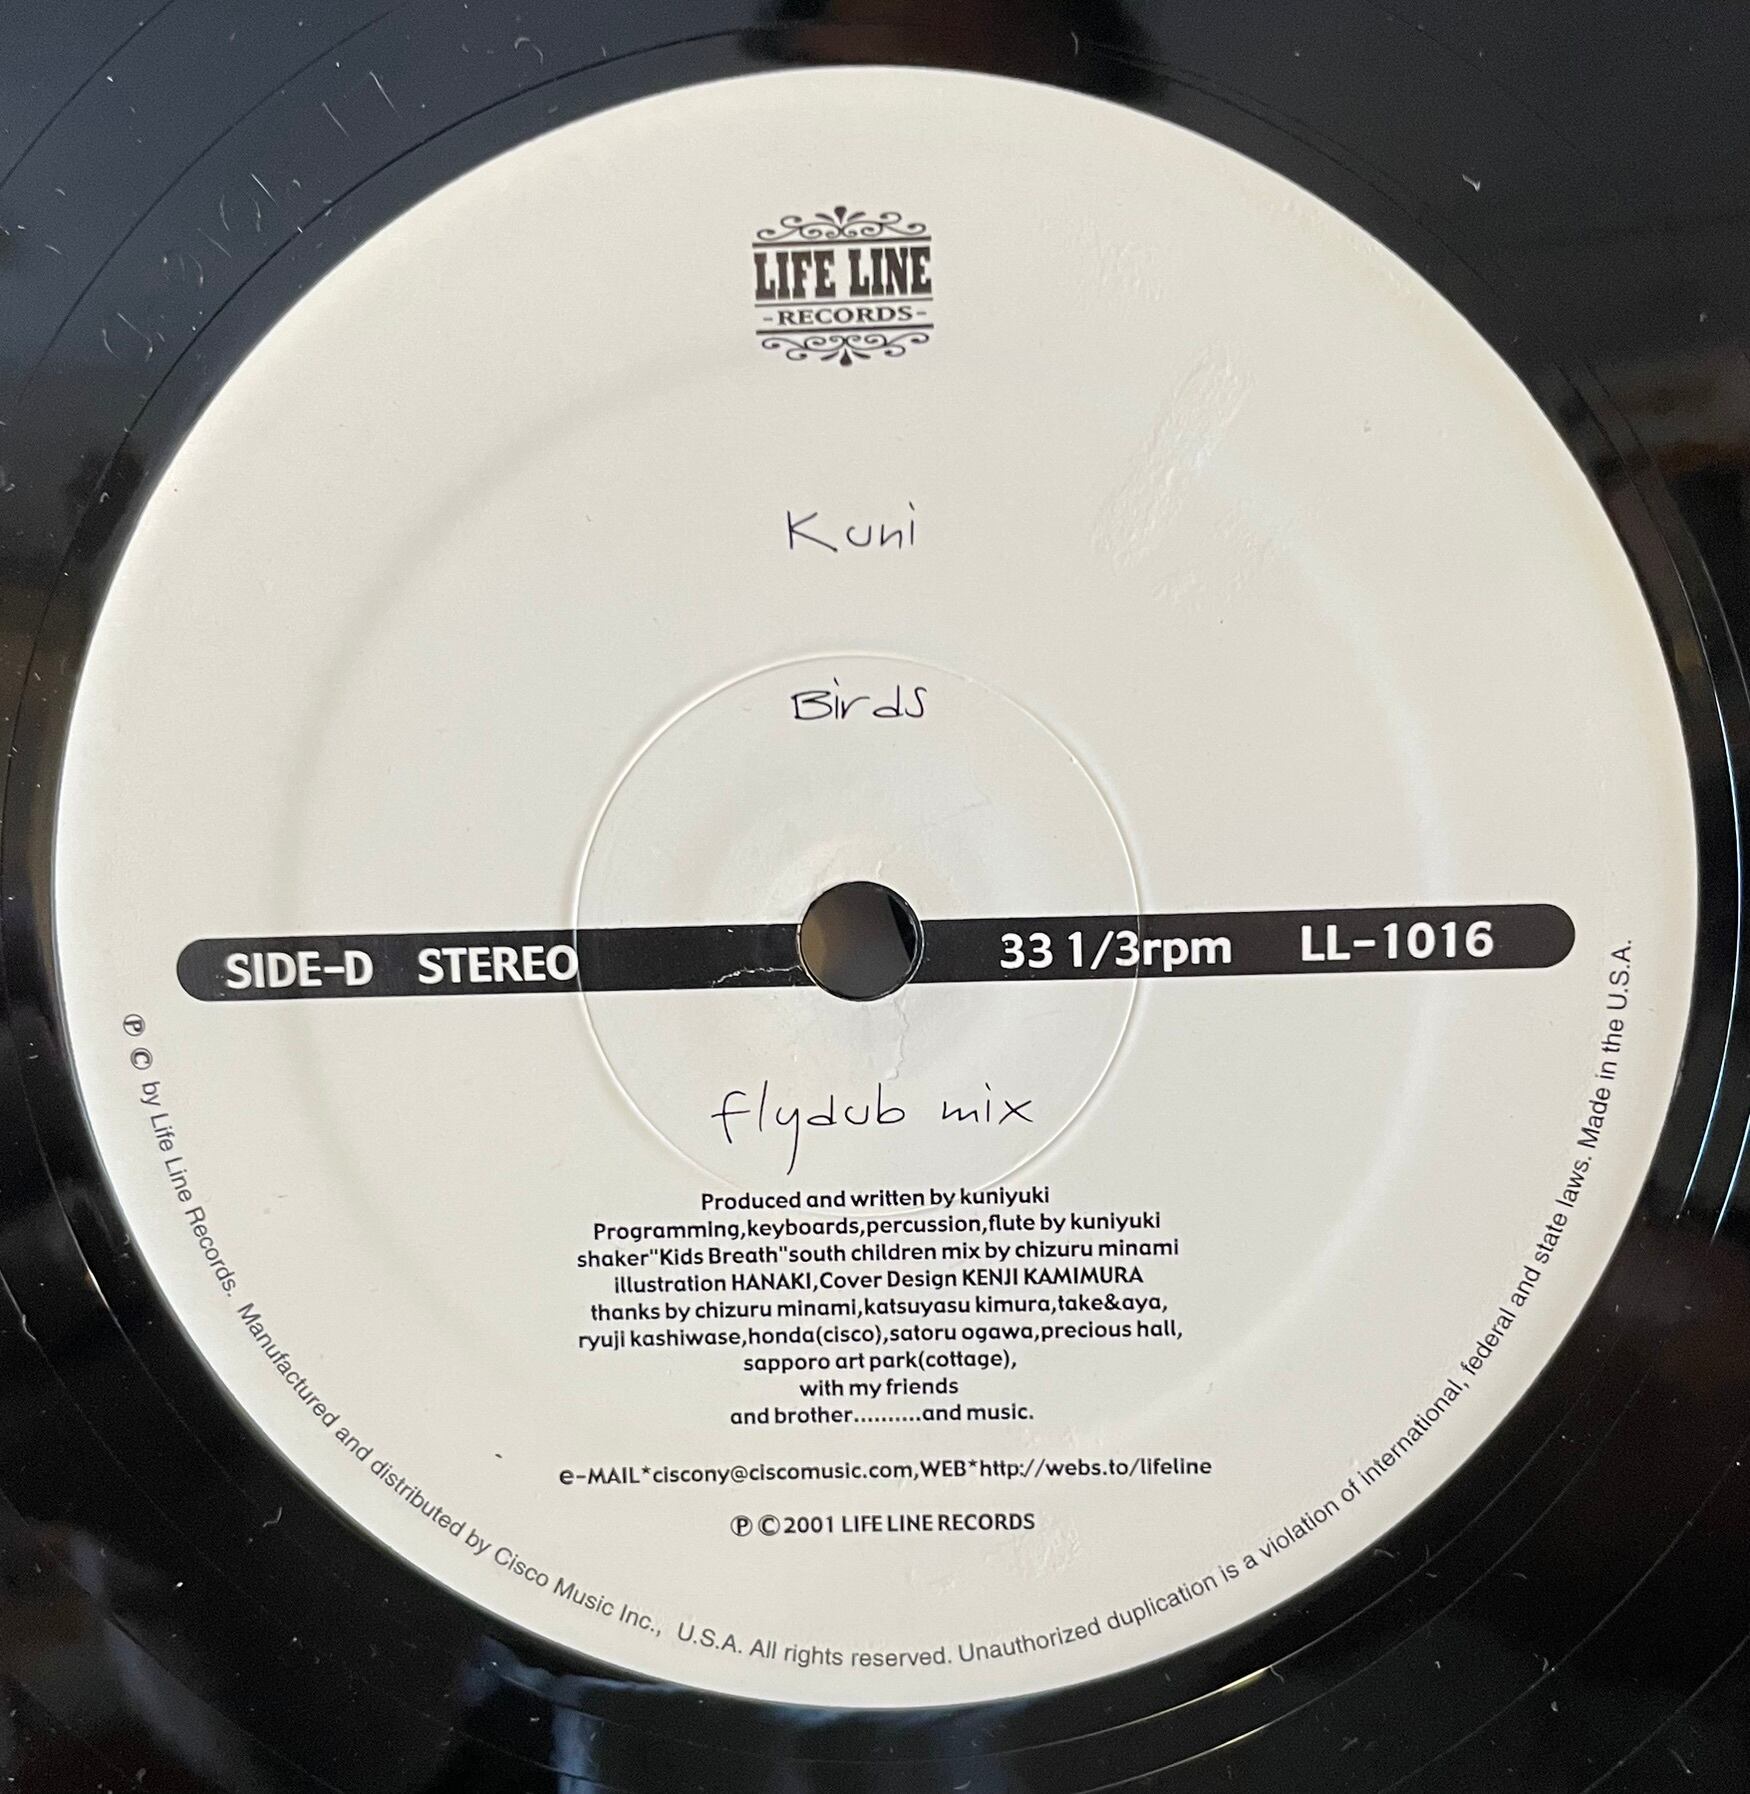 LIFE LINE
-RECORDS-
Kuni
Birds
SIDE-D STEREO 33 1/3rpm LL-1016
flydub mix
Produced and written by kuniyuki
Programming,keyboards,percussion,flute by kuniyuki
shaker"Kids Breath"south children mix by chizuru minami
illustration HANAKI,Cover Design KENJI KAMIMURA
thanks by chizuru minami,katsuyasu kimura,take&aya,
ryuji kashiwase,honda(cisco),satoru ogawa,precious hall,
sapporo art park(cottage),
with my friends
and brother..........and music.
e-MAIL*ciscony@ciscomusic.com,WEB*http://webs.to/lifeline
℗ © 2001 LIFE LINE RECORDS
℗ © by Life Line Records. Manufactured and distributed by Cisco Music Inc., U.S.A. All rights reserved. Unauthorized duplication is a violation of international, federal and state laws. Made in the U.S.A.